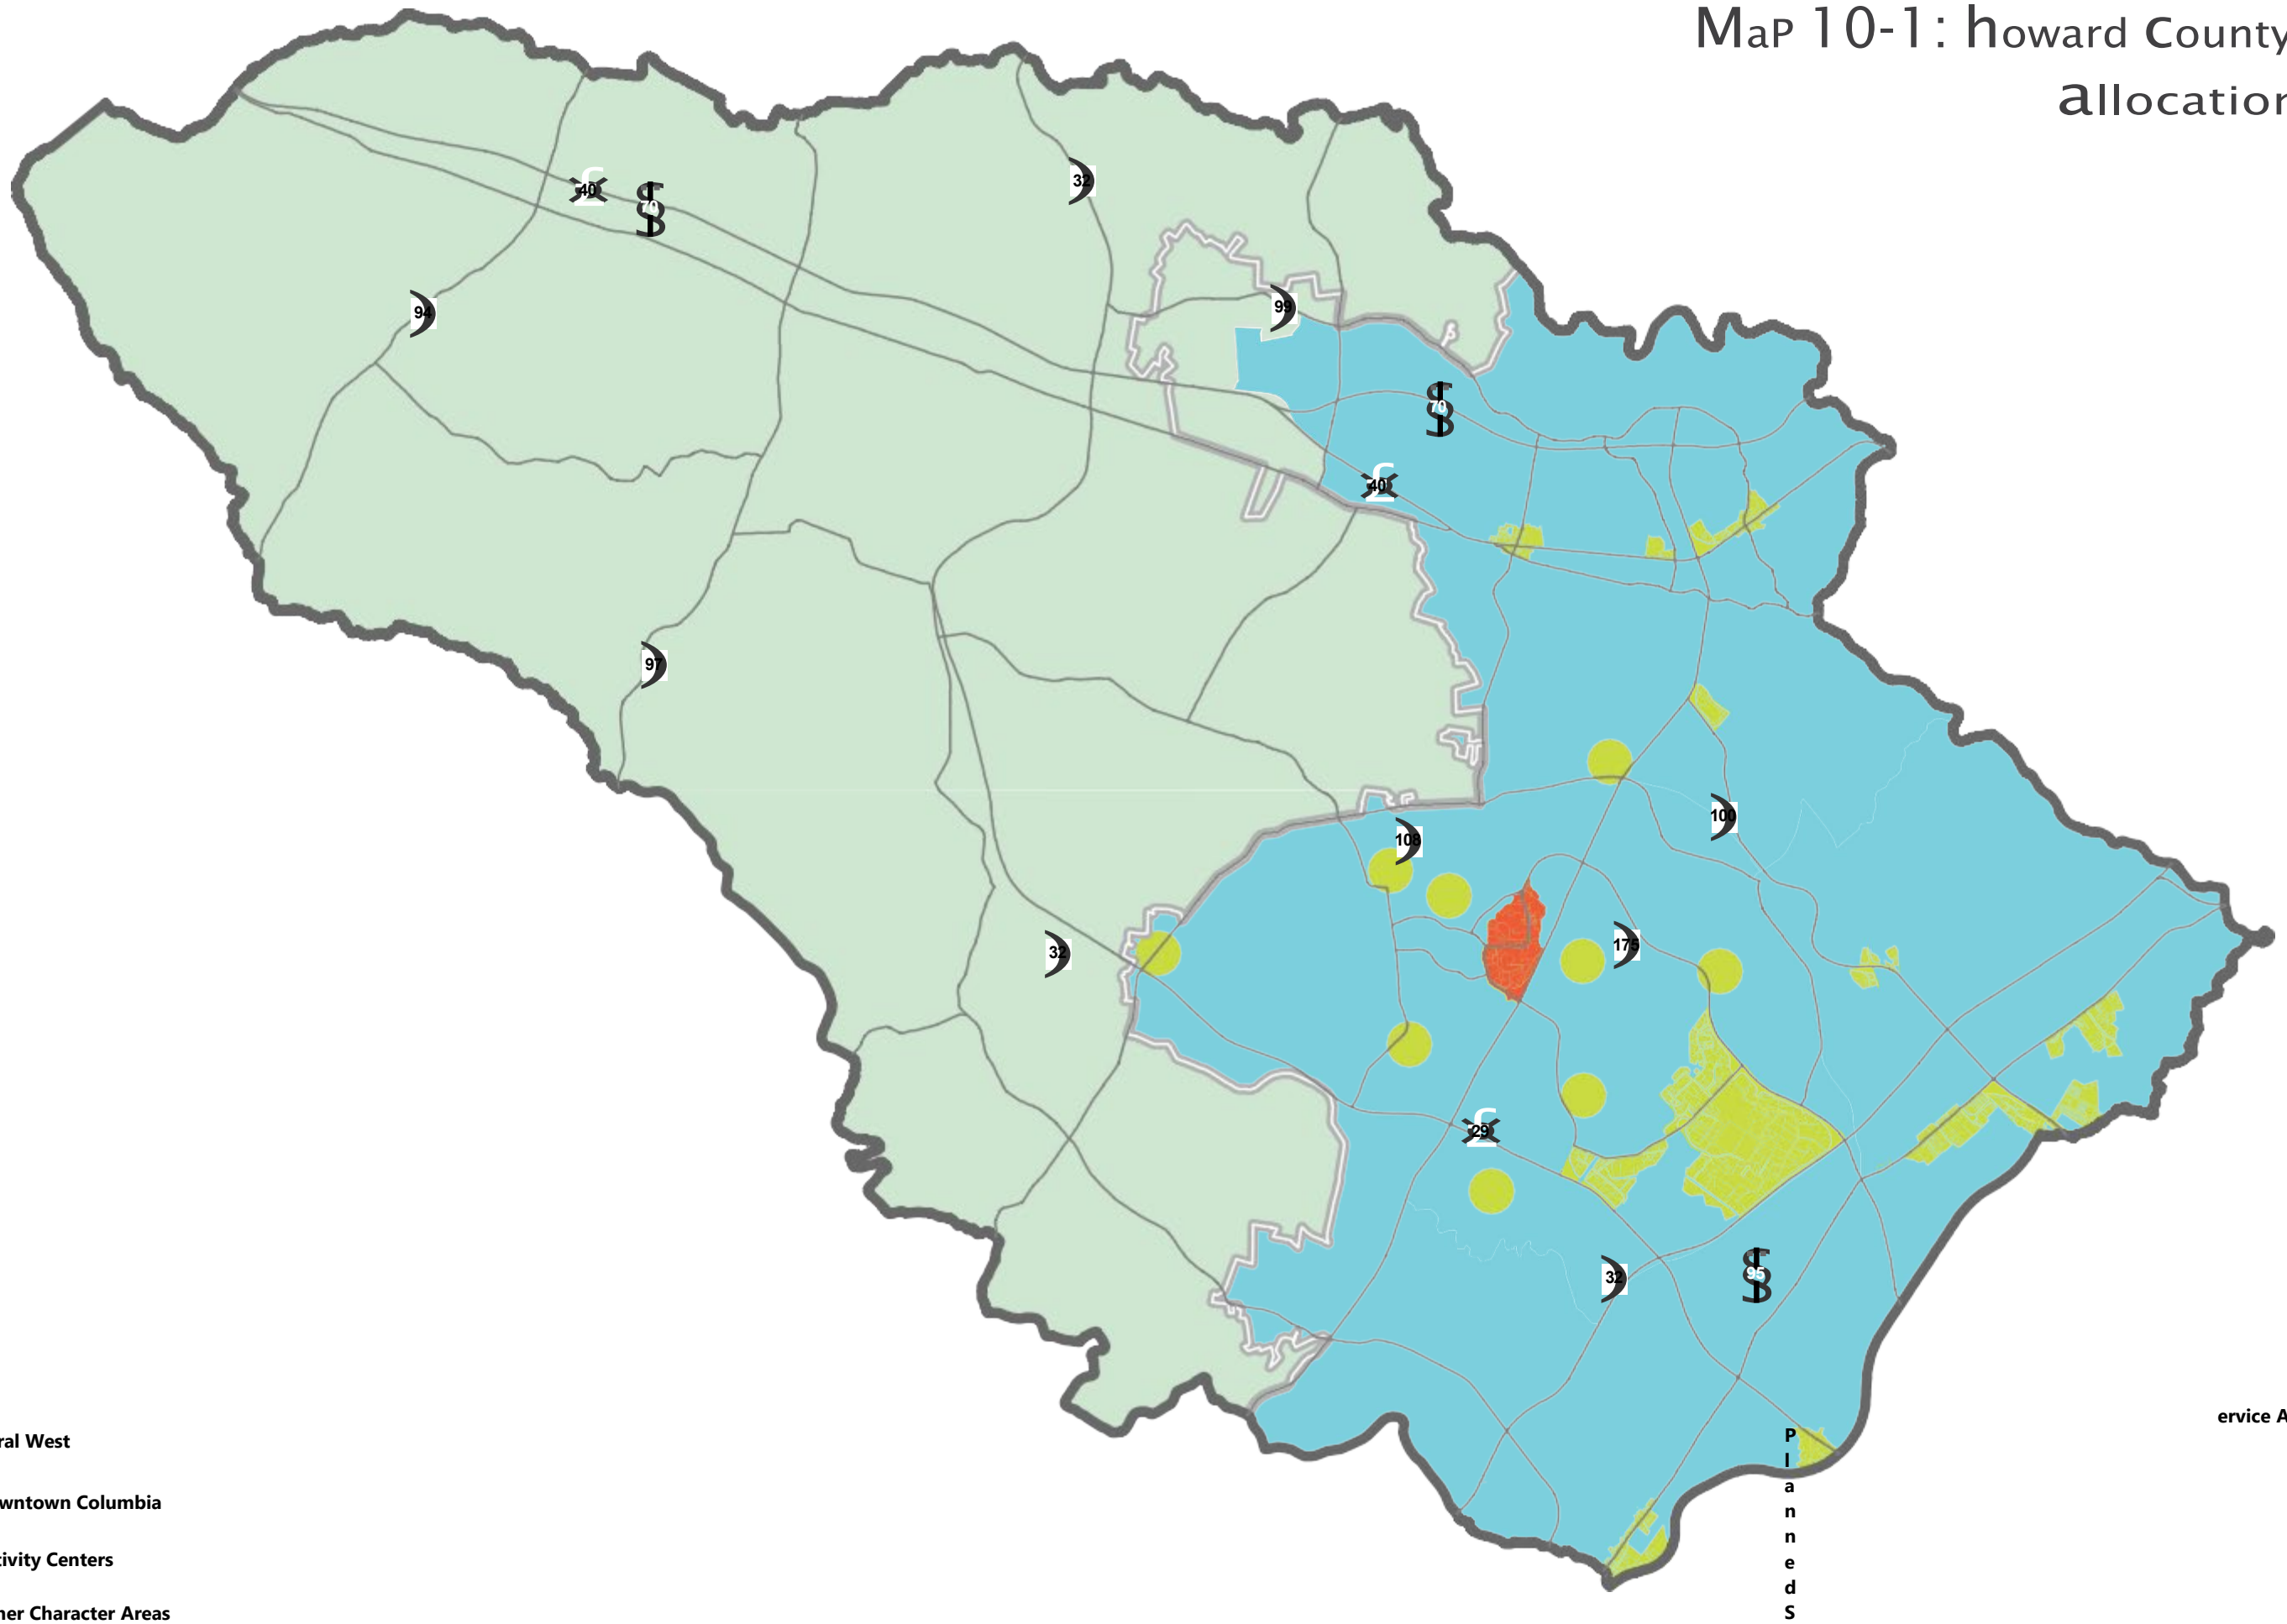 MaP 10-1: howard County
allocation
40
70
32
94
99
70
40
97
100
108
175
32
29
32
95
ral West
wntown Columbia
tivity Centers
her Character Areas
P
l
a
n
n
e
d
S
ervice A